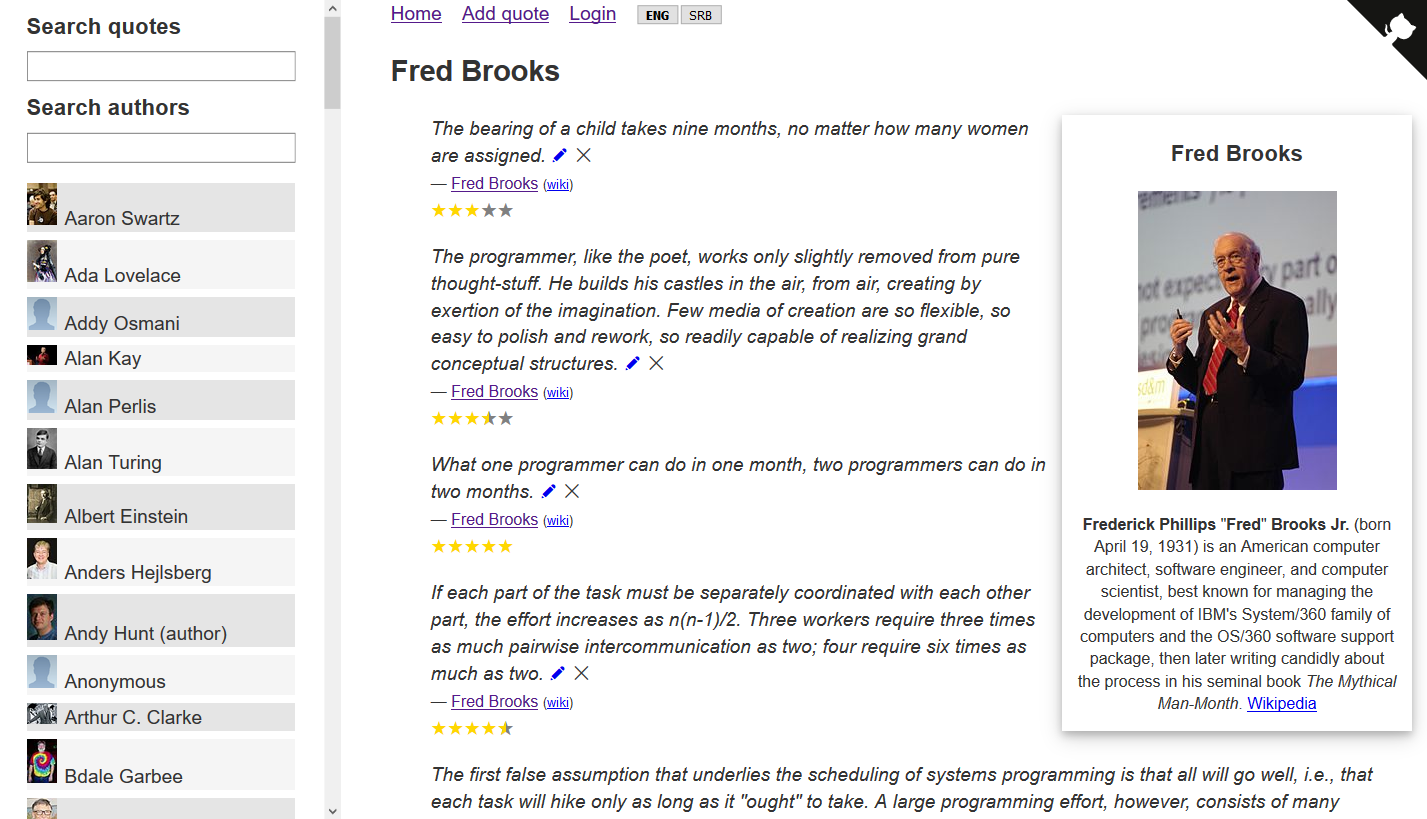 Search quotes
Search authors
Aaron Swartz
Ada Lovelace
Addy Osmani
Alan Kay
Alan Perlis
Alan Turing
Albert Einstein
Anders Hejlsberg
Andy Hunt (author)
Anonymous
Arthur C. Clarke
Bdale Garbee
Home Add quote Login ENG SRB
Fred Brooks
The bearing of a child takes nine months, no matter how many women
are assigned.
— Fred Brooks (wiki)
The programmer, like the poet, works only slightly removed from pure
thought-stuff. He builds his castles in the air, from air, creating by
exertion of the imagination. Few media of creation are so flexible, so
easy to polish and rework, so readily capable of realizing grand
conceptual structures.
— Fred Brooks (wiki)
What one programmer can do in one month, two programmers can do in
two months.
— Fred Brooks (wiki)
If each part of the task must be separately coordinated with each other
part, the effort increases as n(n-1)/2. Three workers require three times
as much pairwise intercommunication as two; four require six times as
much as two.
— Fred Brooks (wiki)
The first false assumption that underlies the scheduling of systems programming is that all will go well, i.e., that
each task will hike only as long as it "ought" to take. A large programming effort, however, consists of many
Fred Brooks
not expect
part o
sd&m
Frederick Phillips "Fred" Brooks Jr. (born
April 19, 1931) is an American computer
architect, software engineer, and computer
scientist, best known for managing the
development of IBM's System/360 family of
computers and the OS/360 software support
package, then later writing candidly about
the process in his seminal book The Mythical
Man-Month. Wikipedia